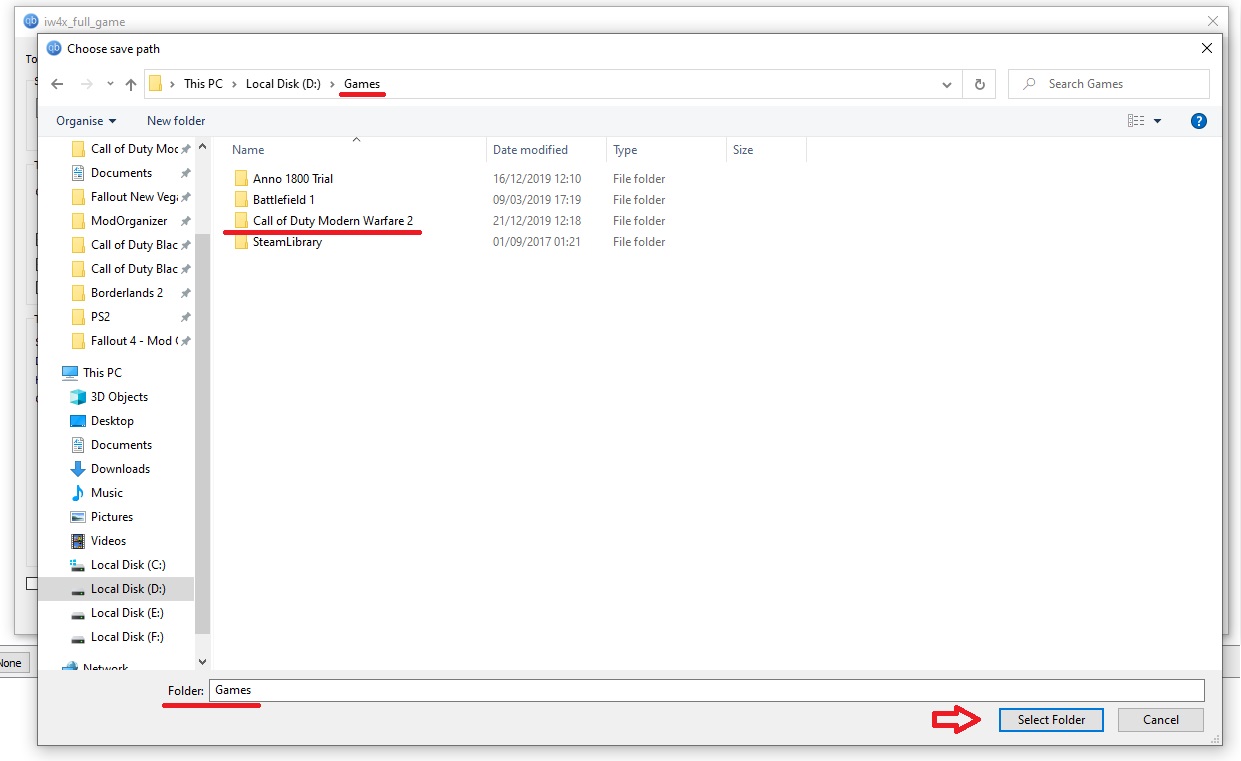 iw4x_full_game
Choose save path
This PC Local Disk (D:) Games
Search Games
Organise New folder
Name Date modified Type Size
Call of Duty Moc
Documents
Fallout New Vega
ModOrganizer
Call of Duty Blac
Call of Duty Blac
Borderlands 2
PS2
Fallout 4 - Mod
This PC
3D Objects
Desktop
Documents
Downloads
Music
Pictures
Videos
Local Disk (C:)
Local Disk (D:)
Local Disk (E:)
Local Disk (F:)
Network
Anno 1800 Trial 16/12/2019 12:10 File folder
Battlefield 1 09/03/2019 17:19 File folder
Call of Duty Modern Warfare 2 21/12/2019 12:18 File folder
SteamLibrary 01/09/2017 01:21 File folder
To
None
Folder: Games
Select Folder Cancel